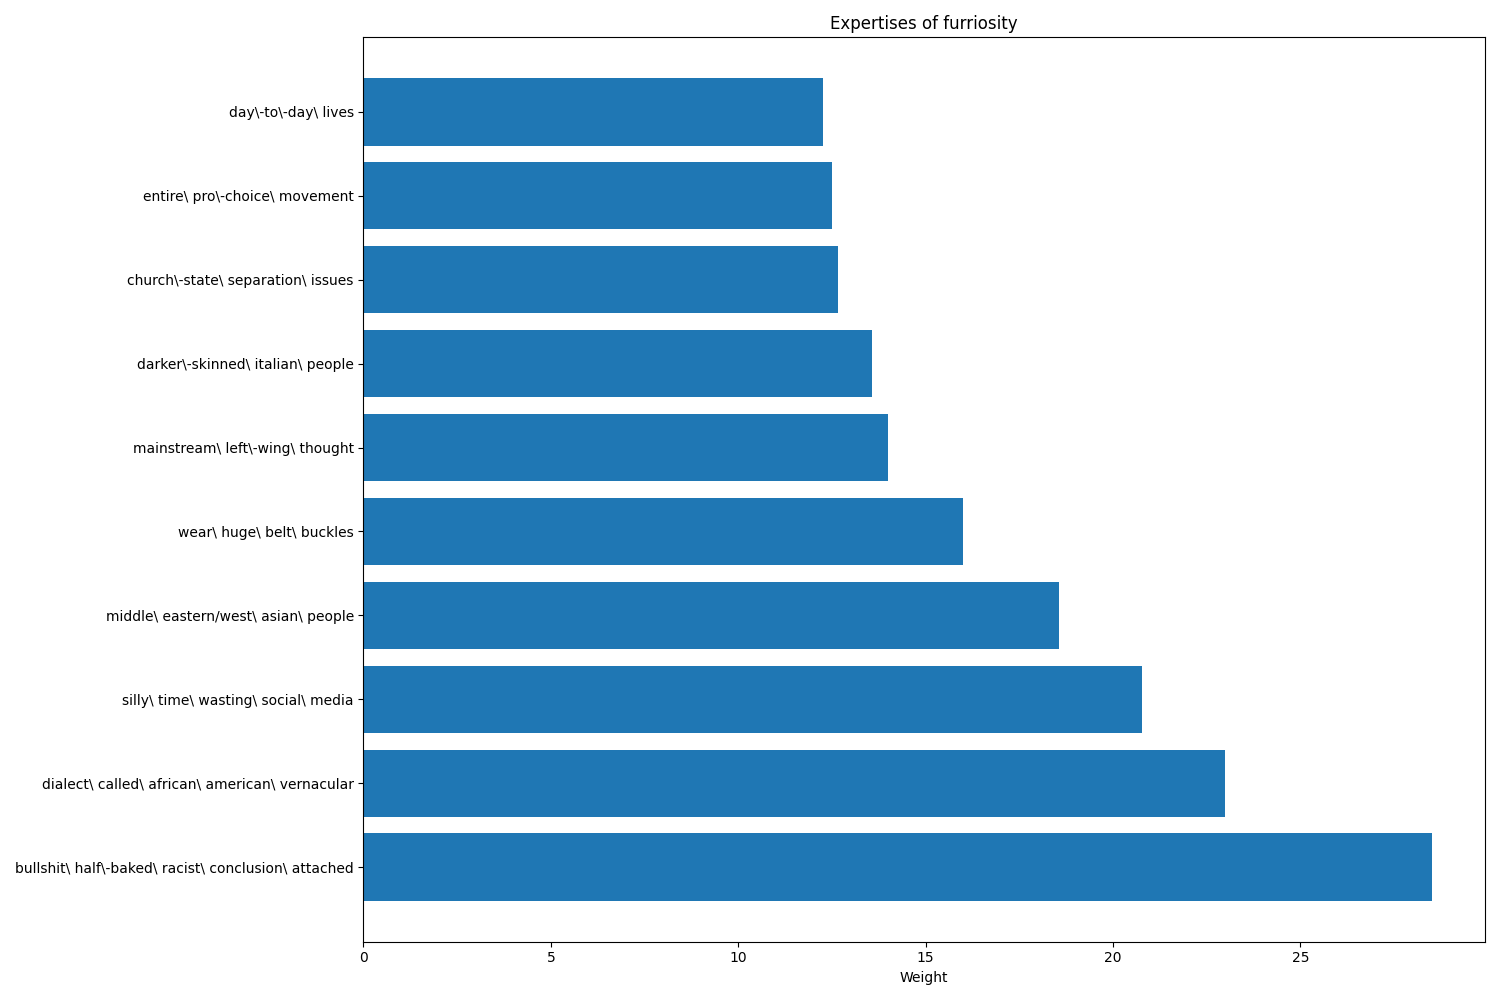 Expertises of furriosity
day\-to\-day\ lives
entire\ pro\-choice\ movement
church\-state\ separation\ issues
darker\-skinned\ italian\ people
mainstream\ left\-wing\ thought
wear\ huge\ belt\ buckles
middle\ eastern/west\ asian\ people
silly\ time\ wasting\ social\ media
dialect\ called\ african\ american\ vernacular
bullshit\ half\-baked\ racist\ conclusion\ attached
0 5 10 15 20 25
Weight